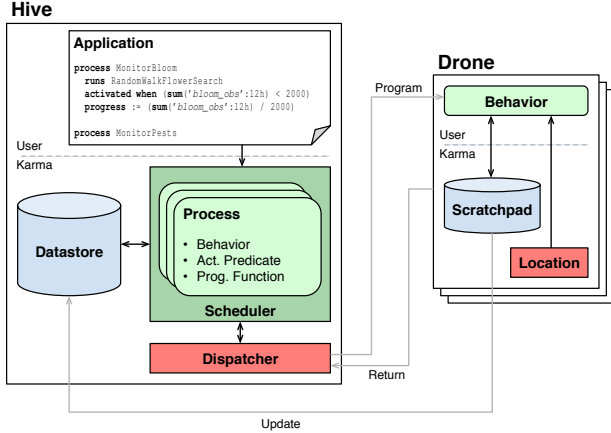 Hive
Application
process MonitorBloom
runs RandomWalkFlowerSearch
activated when (sum('bloom_obs':12h) < 2000)
progress := (sum('bloom_obs':12h) / 2000)
process MonitorPests
User
Karma
Datastore
Process
• Behavior
• Act. Predicate
• Prog. Function
Scheduler
Dispatcher
Program
Return
Update
Drone
Behavior
User
Karma
Scratchpad
Location